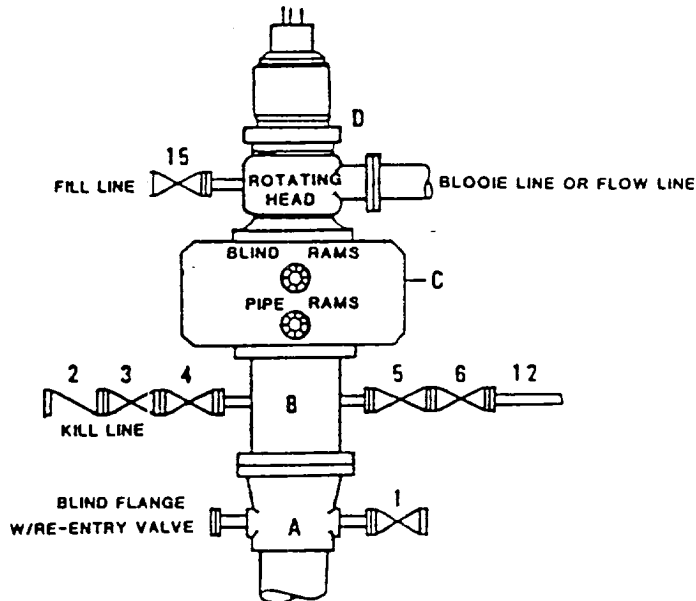 D
15
FILL LINE
ROTATING
HEAD
BLOOIE LINE OR FLOW LINE
BLIND RAMS
C
PIPE RAMS
2 3 4
5 6 12
B
KILL LINE
BLIND FLANGE
W/RE-ENTRY VALVE
1
A